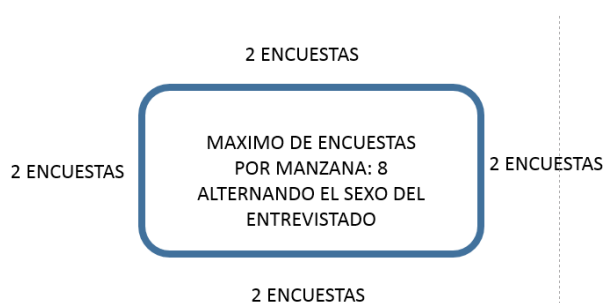 2 ENCUESTAS
2 ENCUESTAS
MAXIMO DE ENCUESTAS
POR MANZANA: 8
ALTERNANDO EL SEXO DEL
ENTREVISTADO
2 ENCUESTAS
2 ENCUESTAS